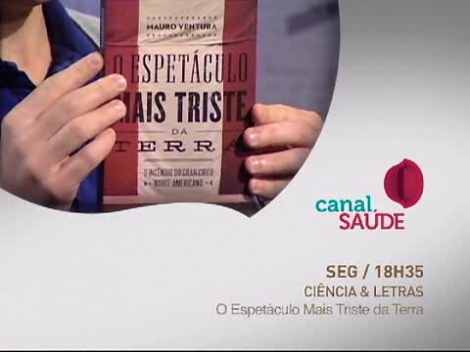 MAURO VENTURA
O ESPETÁCULO
MAIS TRISTE
DA
TERRA
O INCÊNDIO DO GRAN CIRCO
NORTE-AMERICANO
canal
SAÚDE
SEG / 18H35
CIÊNCIA & LETRAS
O Espetáculo Mais Triste da Terra